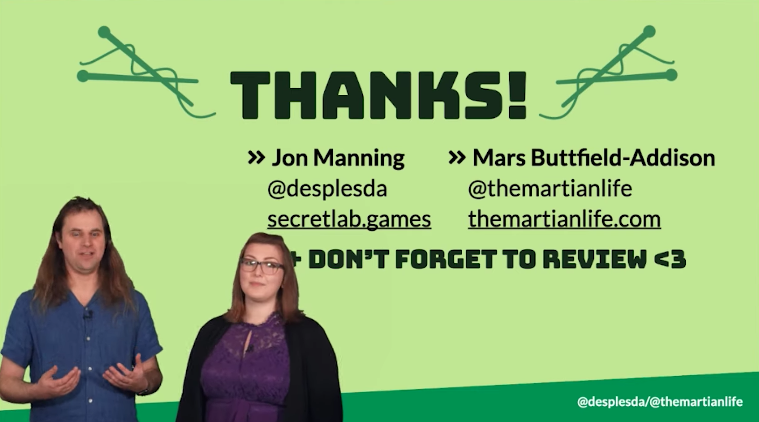 THANKS!
» Jon Manning
@desplesda
secretlab.games
» Mars Buttfield-Addison
@themartianlife
themartianlife.com
+ DON'T FORGET TO REVIEW <3
@desplesda/@themartianlife